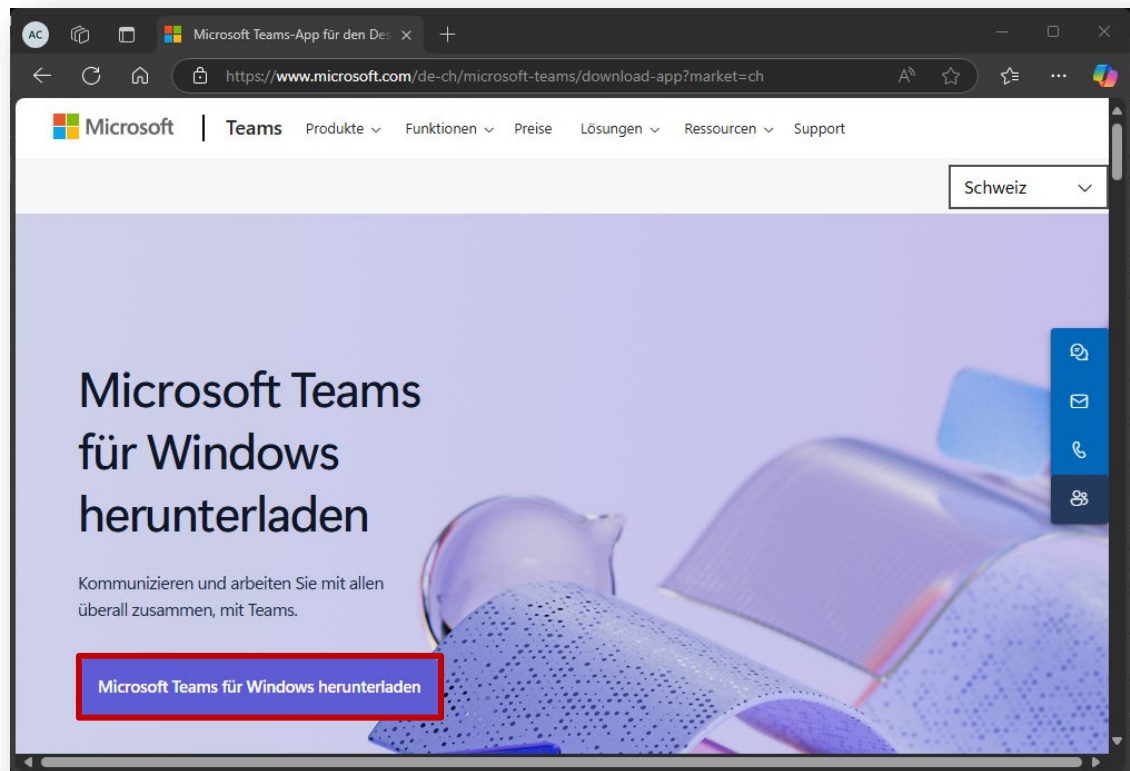 AC
Microsoft Teams-App für den Des
https://www.microsoft.com/de-ch/microsoft-teams/download-app?market=ch
Microsoft | Teams Produkte Funktionen Preise Lösungen Ressourcen Support
Schweiz
Microsoft Teams
für Windows
herunterladen
Kommunizieren und arbeiten Sie mit allen
überall zusammen, mit Teams.
Microsoft Teams für Windows herunterladen